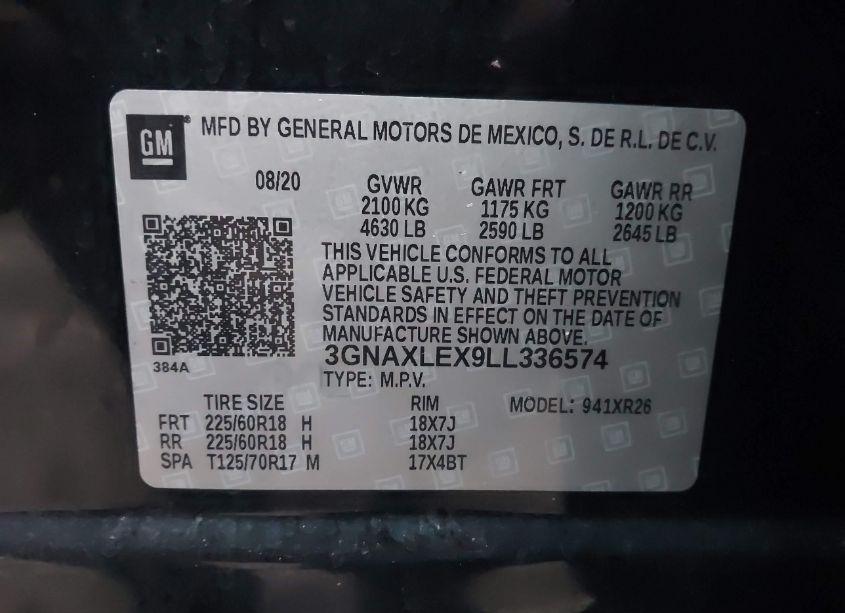 GM ® MFD BY GENERAL MOTORS DE MEXICO, S. DE R.L. DE C.V.
08/20 GVWR GAWR FRT GAWR RR
2100 KG 1175 KG 1200 KG
4630 LB 2590 LB 2645 LB
THIS VEHICLE CONFORMS TO ALL
APPLICABLE U.S. FEDERAL MOTOR
VEHICLE SAFETY AND THEFT PREVENTION
STANDARDS IN EFFECT ON THE DATE OF
MANUFACTURE SHOWN ABOVE.
384A 3GNAXLEX9LL336574
TYPE: M.P.V.
TIRE SIZE RIM MODEL: 941XR26
FRT 225/60R18 H 18X7J
RR 225/60R18 H 18X7J
SPA T125/70R17 M 17X4BT